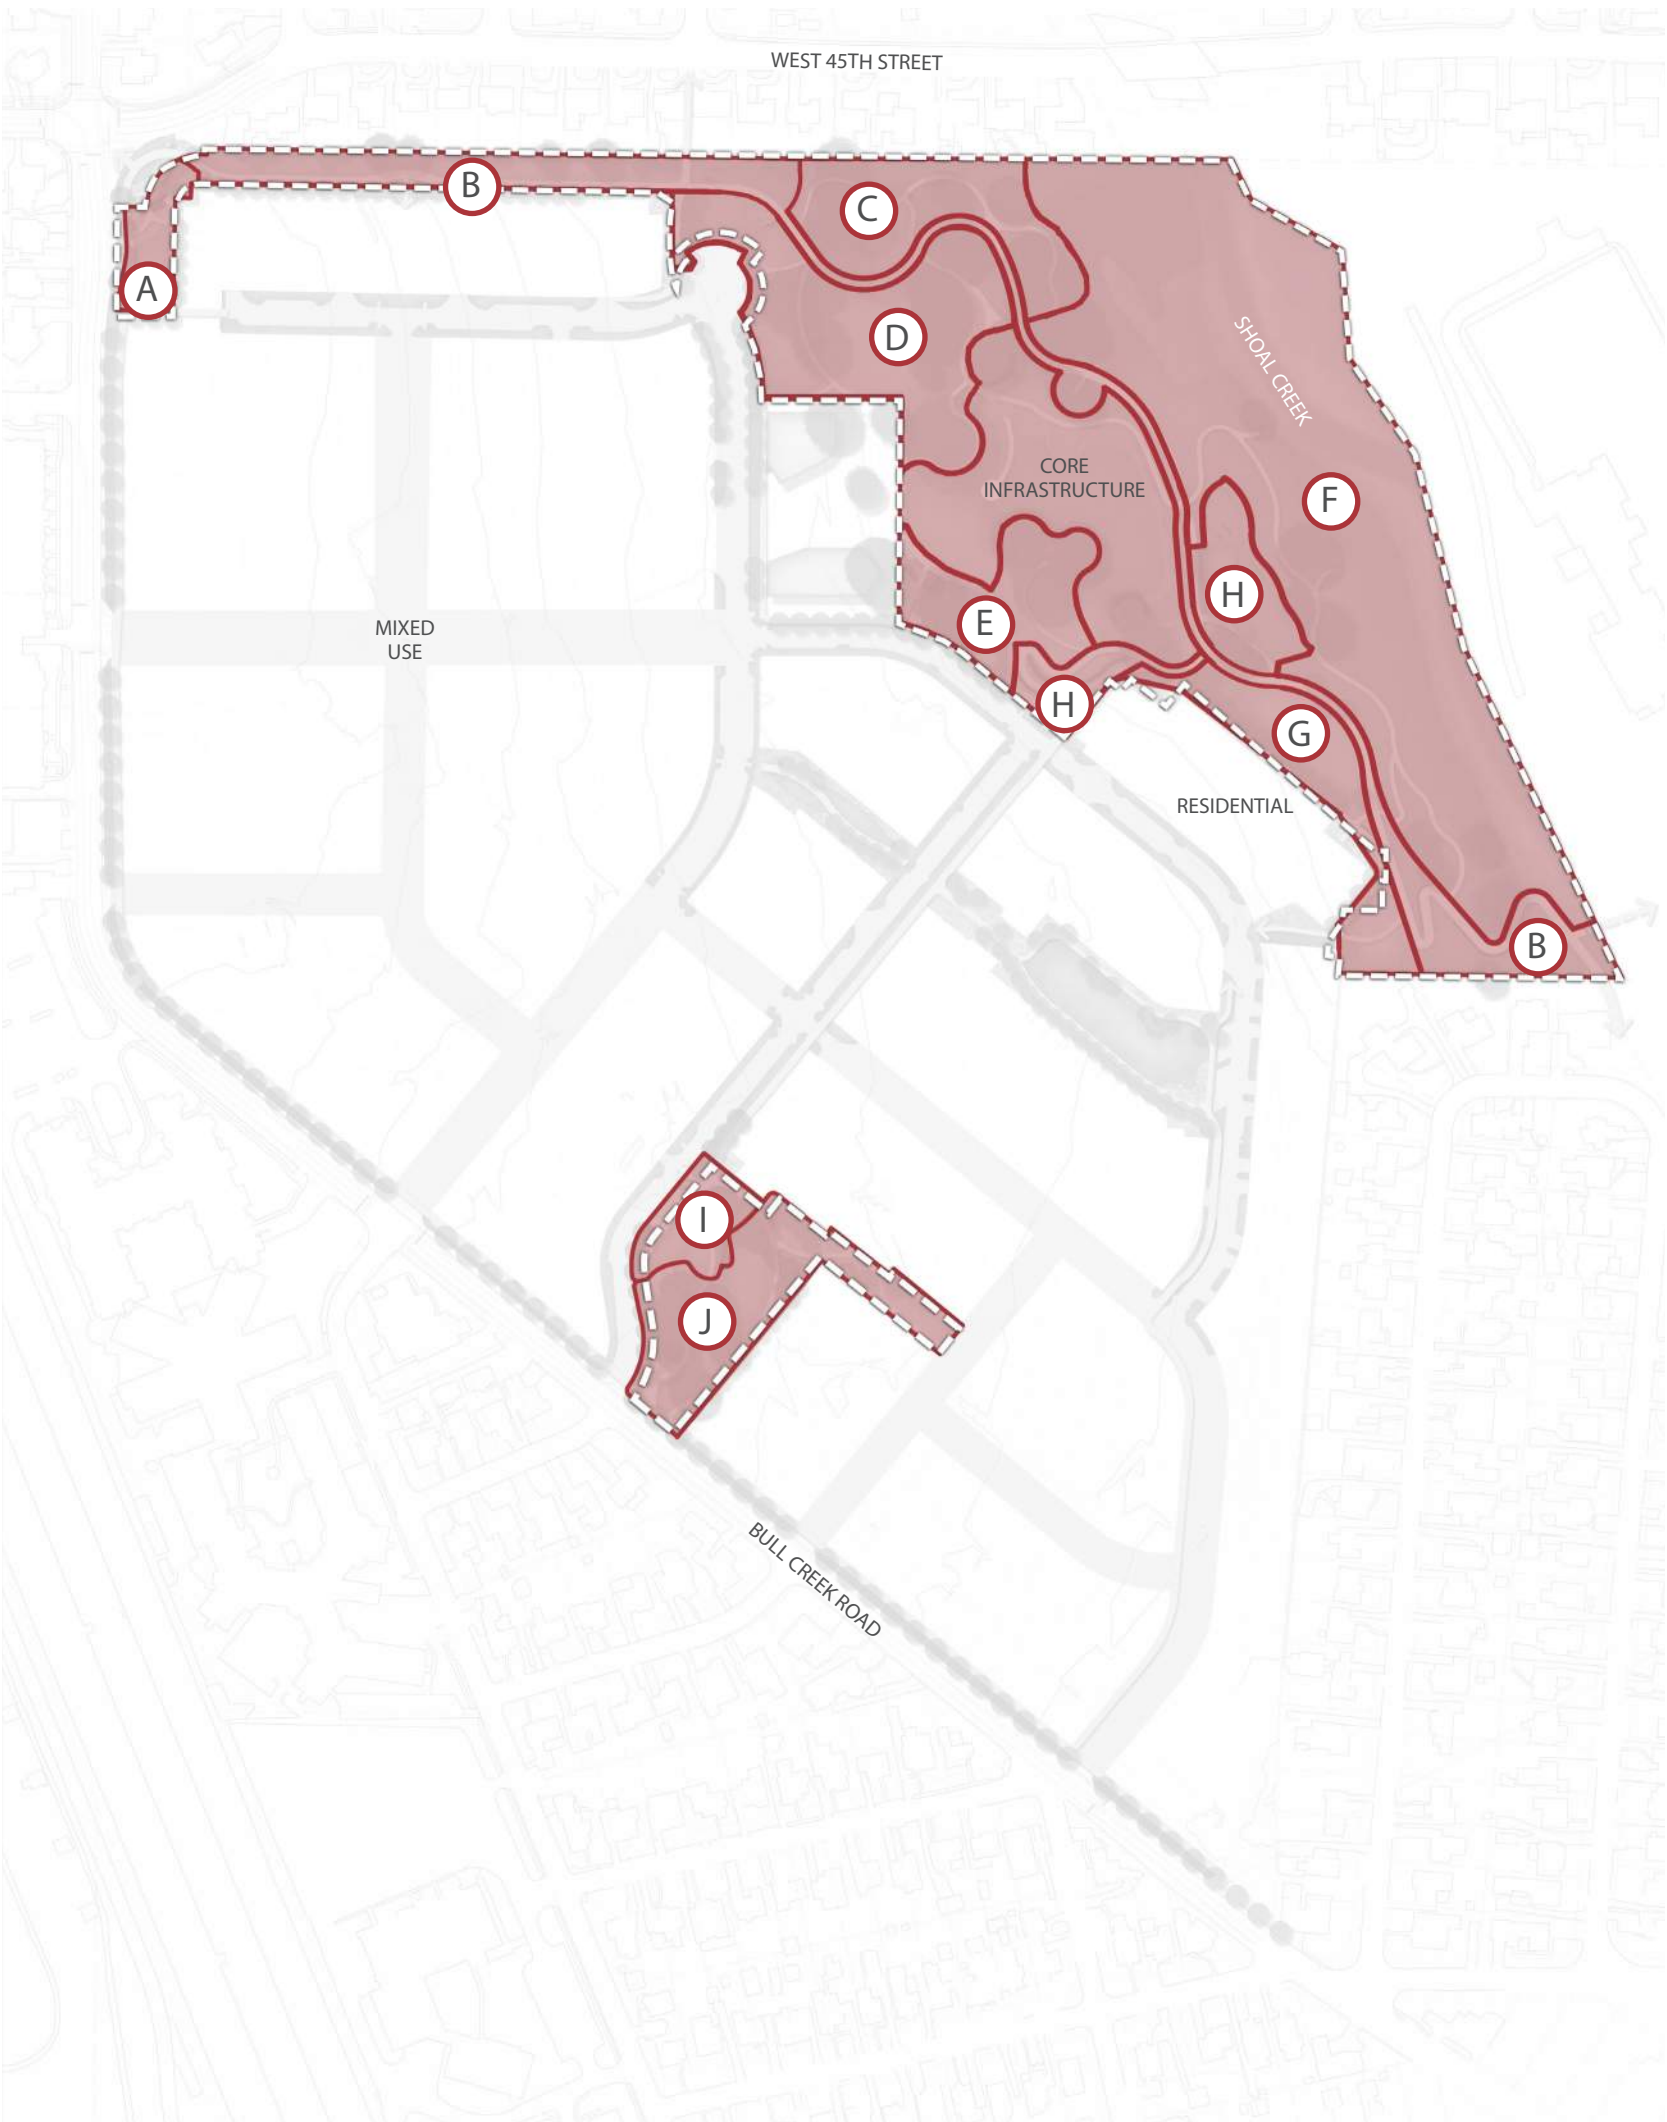 WEST 45TH STREET
B
C
A
D
SHOAL CREEK
CORE
INFRASTRUCTURE
F
H
E
MIXED
USE
H
G
RESIDENTIAL
B
I
J
BULL CREEK ROAD